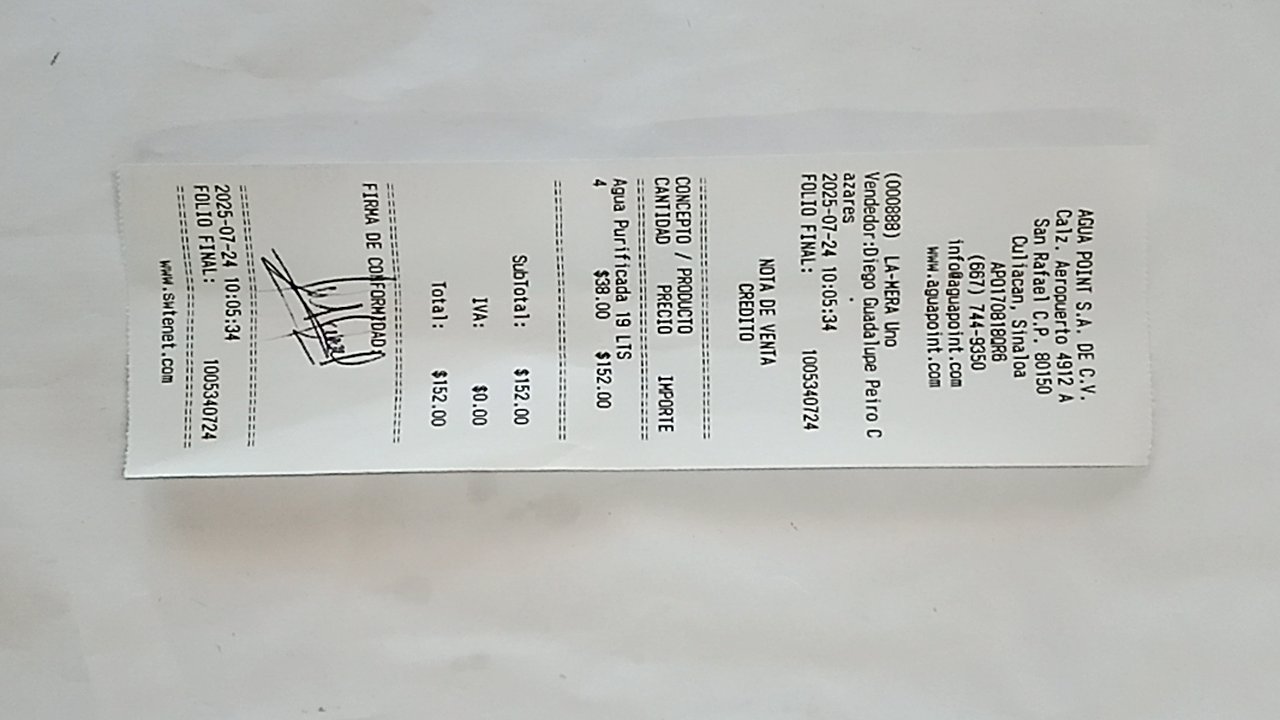 AGUA POINT S.A. DE C.V.
Calz. Aeropuerto 4912 A
San Rafael C.P. 80150
Culiacan, Sinaloa
APO170818QR6
(667) 744-9350
info@aguapoint.com
www.aguapoint.com
(000888) LA-MERA Uno
Vendedor:Diego Guadalupe Peiro C
azares
2025-07-24 10:05:34
FOLIO FINAL: 1005340724
NOTA DE VENTA
CREDITO
================================
CONCEPTO / PRODUCTO
CANTIDAD PRECIO IMPORTE
================================
Agua Purificada 19 LTS
4 $38.00 $152.00
================================
SubTotal: $152.00
IVA: $0.00
Total: $152.00
================================
FIRMA DE CONFORMIDAD
================================
2025-07-24 10:05:34
FOLIO FINAL: 1005340724
================================
www.swtenet.com